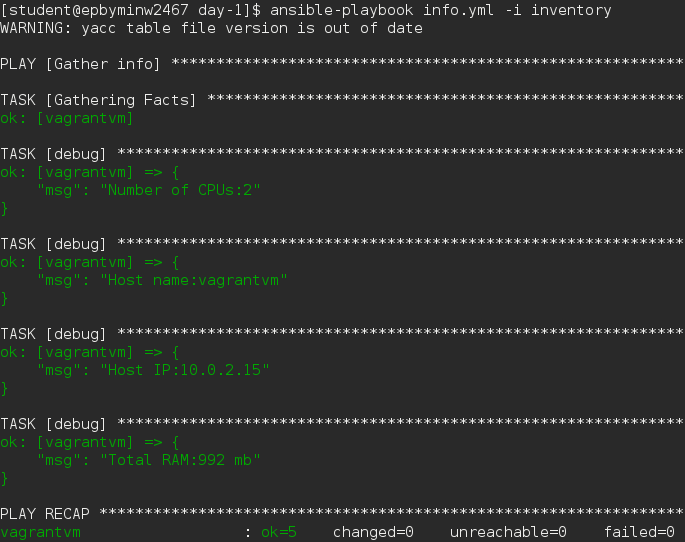 [student@epbyminw2467 day-1]$ ansible-playbook info.yml -i inventory
WARNING: yacc table file version is out of date
PLAY [Gather info] *********************************************************
TASK [Gathering Facts] *****************************************************
ok: [vagrantvm]
TASK [debug] ***************************************************************
ok: [vagrantvm] => {
    "msg": "Number of CPUs:2"
}
TASK [debug] ***************************************************************
ok: [vagrantvm] => {
    "msg": "Host name:vagrantvm"
}
TASK [debug] ***************************************************************
ok: [vagrantvm] => {
    "msg": "Host IP:10.0.2.15"
}
TASK [debug] ***************************************************************
ok: [vagrantvm] => {
    "msg": "Total RAM:992 mb"
}
PLAY RECAP *****************************************************************
vagrantvm                  : ok=5    changed=0    unreachable=0    failed=0